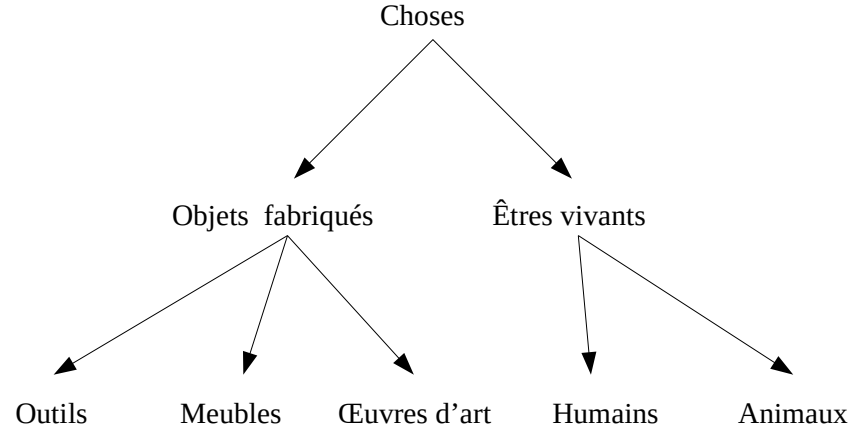 Choses
Objets fabriqués
Êtres vivants
Outils
Meubles
Œuvres d’art
Humains
Animaux